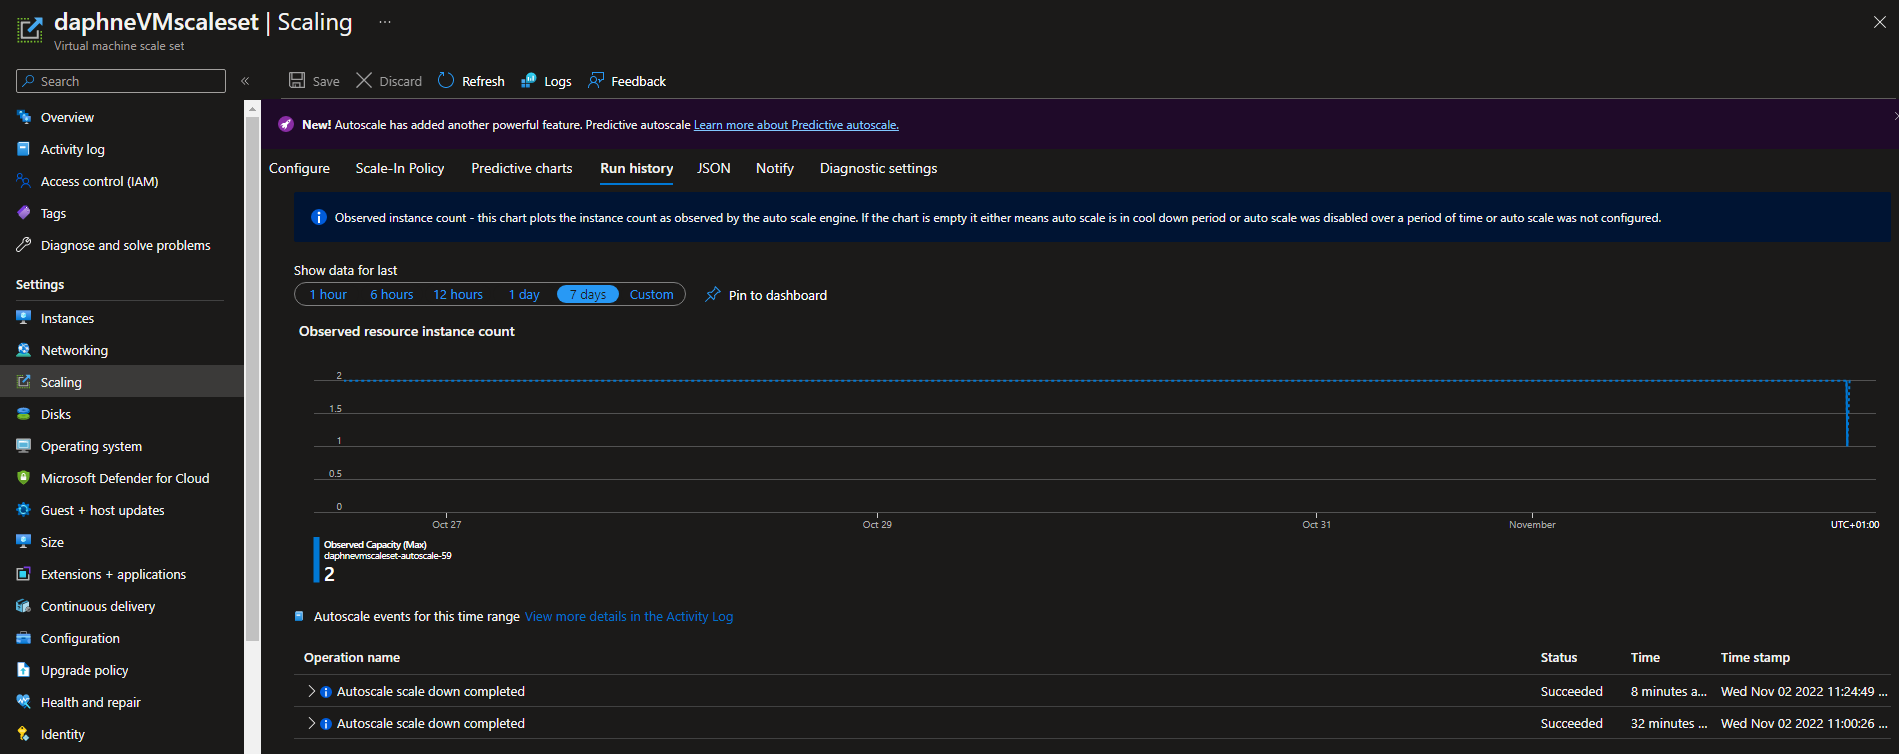 daphneVMscaleset | Scaling ...
Virtual machine scale set
Search
«
Save
Discard
Refresh
Logs
Feedback
Overview
Activity log
Access control (IAM)
Tags
Diagnose and solve problems
Settings
Instances
Networking
Scaling
Disks
Operating system
Microsoft Defender for Cloud
Guest + host updates
Size
Extensions + applications
Continuous delivery
Configuration
Upgrade policy
Health and repair
Identity
New! Autoscale has added another powerful feature. Predictive autoscale Learn more about Predictive autoscale.
Configure
Scale-In Policy
Predictive charts
Run history
JSON
Notify
Diagnostic settings
Observed instance count - this chart plots the instance count as observed by the auto scale engine. If the chart is empty it either means auto scale is in cool down period or auto scale was disabled over a period of time or auto scale was not configured.
Show data for last
1 hour
6 hours
12 hours
1 day
7 days
Custom
Pin to dashboard
Observed resource instance count
2
1.5
1
0.5
0
Oct 27
Oct 29
Oct 31
November
UTC+01:00
Observed Capacity (Max)
daphnevmscaleset-autoscale-59
2
Autoscale events for this time range View more details in the Activity Log
Operation name Status Time Time stamp
Autoscale scale down completed Succeeded 8 minutes a... Wed Nov 02 2022 11:24:49 ...
Autoscale scale down completed Succeeded 32 minutes ... Wed Nov 02 2022 11:00:26 ...